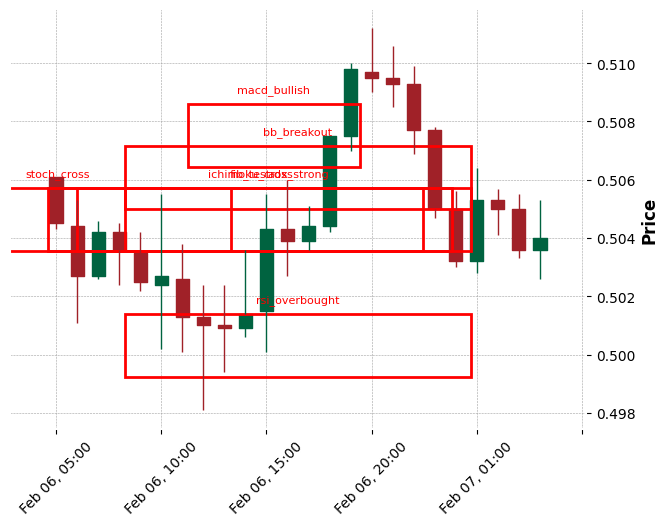 macd_bullish
bb_breakout
stoch_cross
rsi_overbought
0.510
0.508
0.506
0.504
0.502
0.500
0.498
Price
Feb 06, 05:00
Feb 06, 10:00
Feb 06, 15:00
Feb 06, 20:00
Feb 07, 01:00